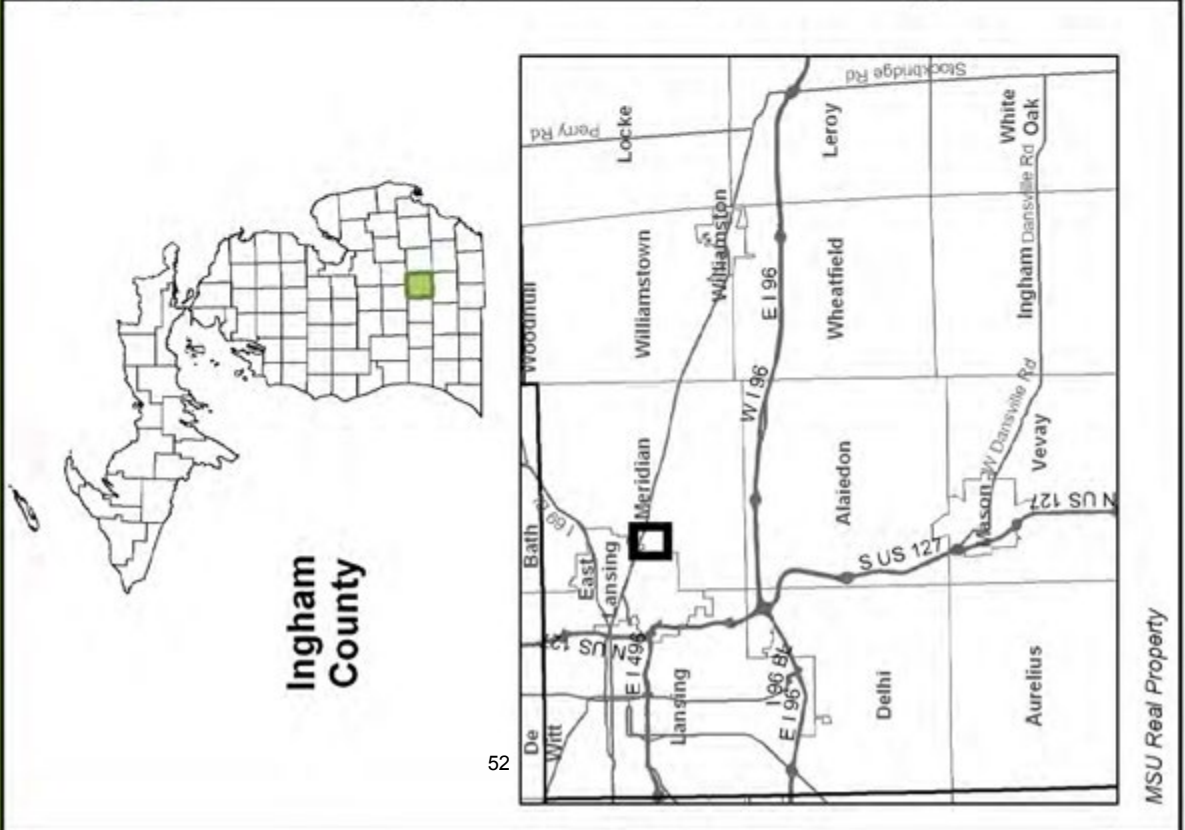 Ingham
County
52
De
Witt
Bath
Woodhull
Perry Rd
N US 127
East
Lansing
I 69
Locke
E I 496
Meridian
Williamstown
Lansing
Williamston
W I 96
E I 96
I 96 BL
E I 96
Delhi
Alaiedon
Wheatfield
Leroy
Stockbridge Rd
S US 127
Mason
W Dansville Rd
Aurelius
Vevay
Ingham
Dansville Rd
White
Oak
N US 127
MSU Real Property